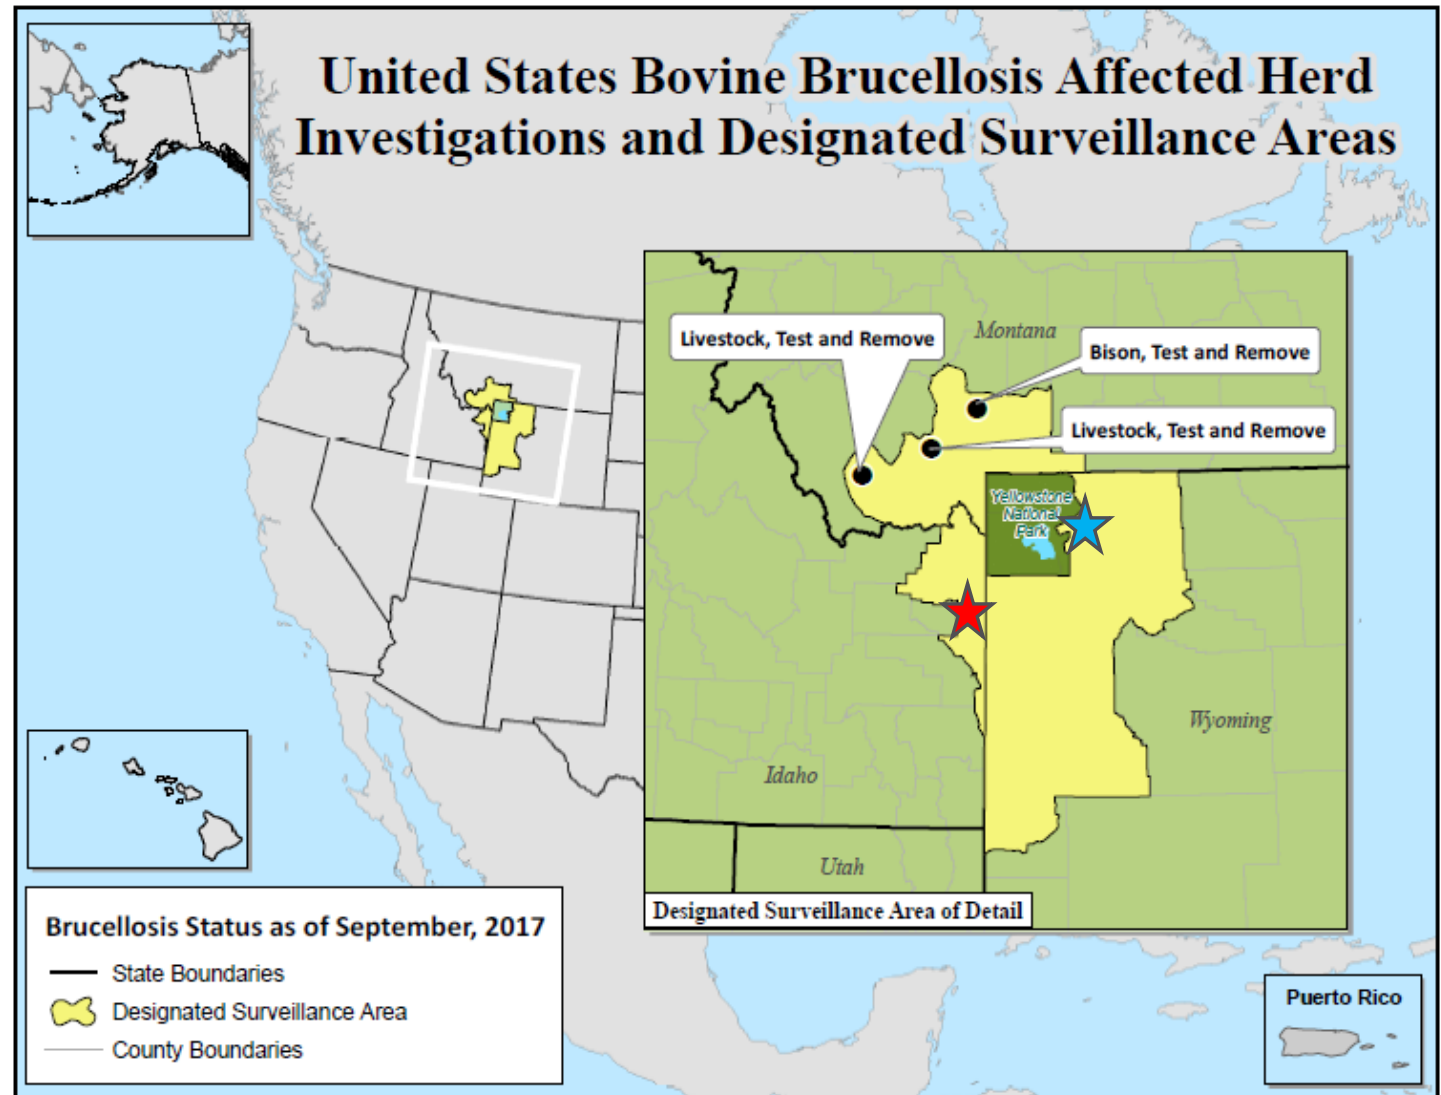 United States Bovine Brucellosis Affected Herd
Investigations and Designated Surveillance Areas
Livestock, Test and Remove
Montana
Bison, Test and Remove
Livestock, Test and Remove
Yellowstone
National
Park
Wyoming
Idaho
Utah
Designated Surveillance Area of Detail
Brucellosis Status as of September, 2017
State Boundaries
Designated Surveillance Area
County Boundaries
Puerto Rico